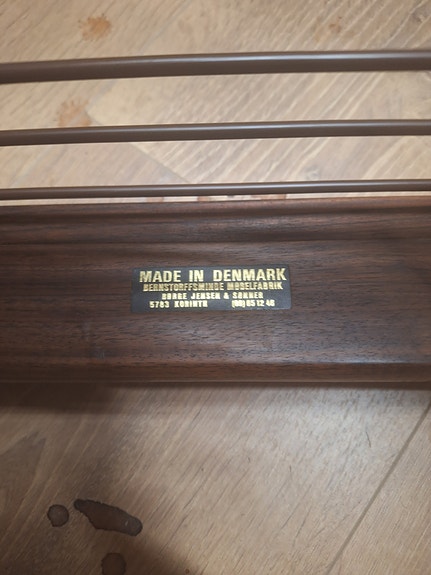 MADE IN DENMARK
BERNSTORFFSMINDE MØBELFABRIK
BØRGE JENSEN & SØNNER
5783 KORINTH (09) 65 12 46